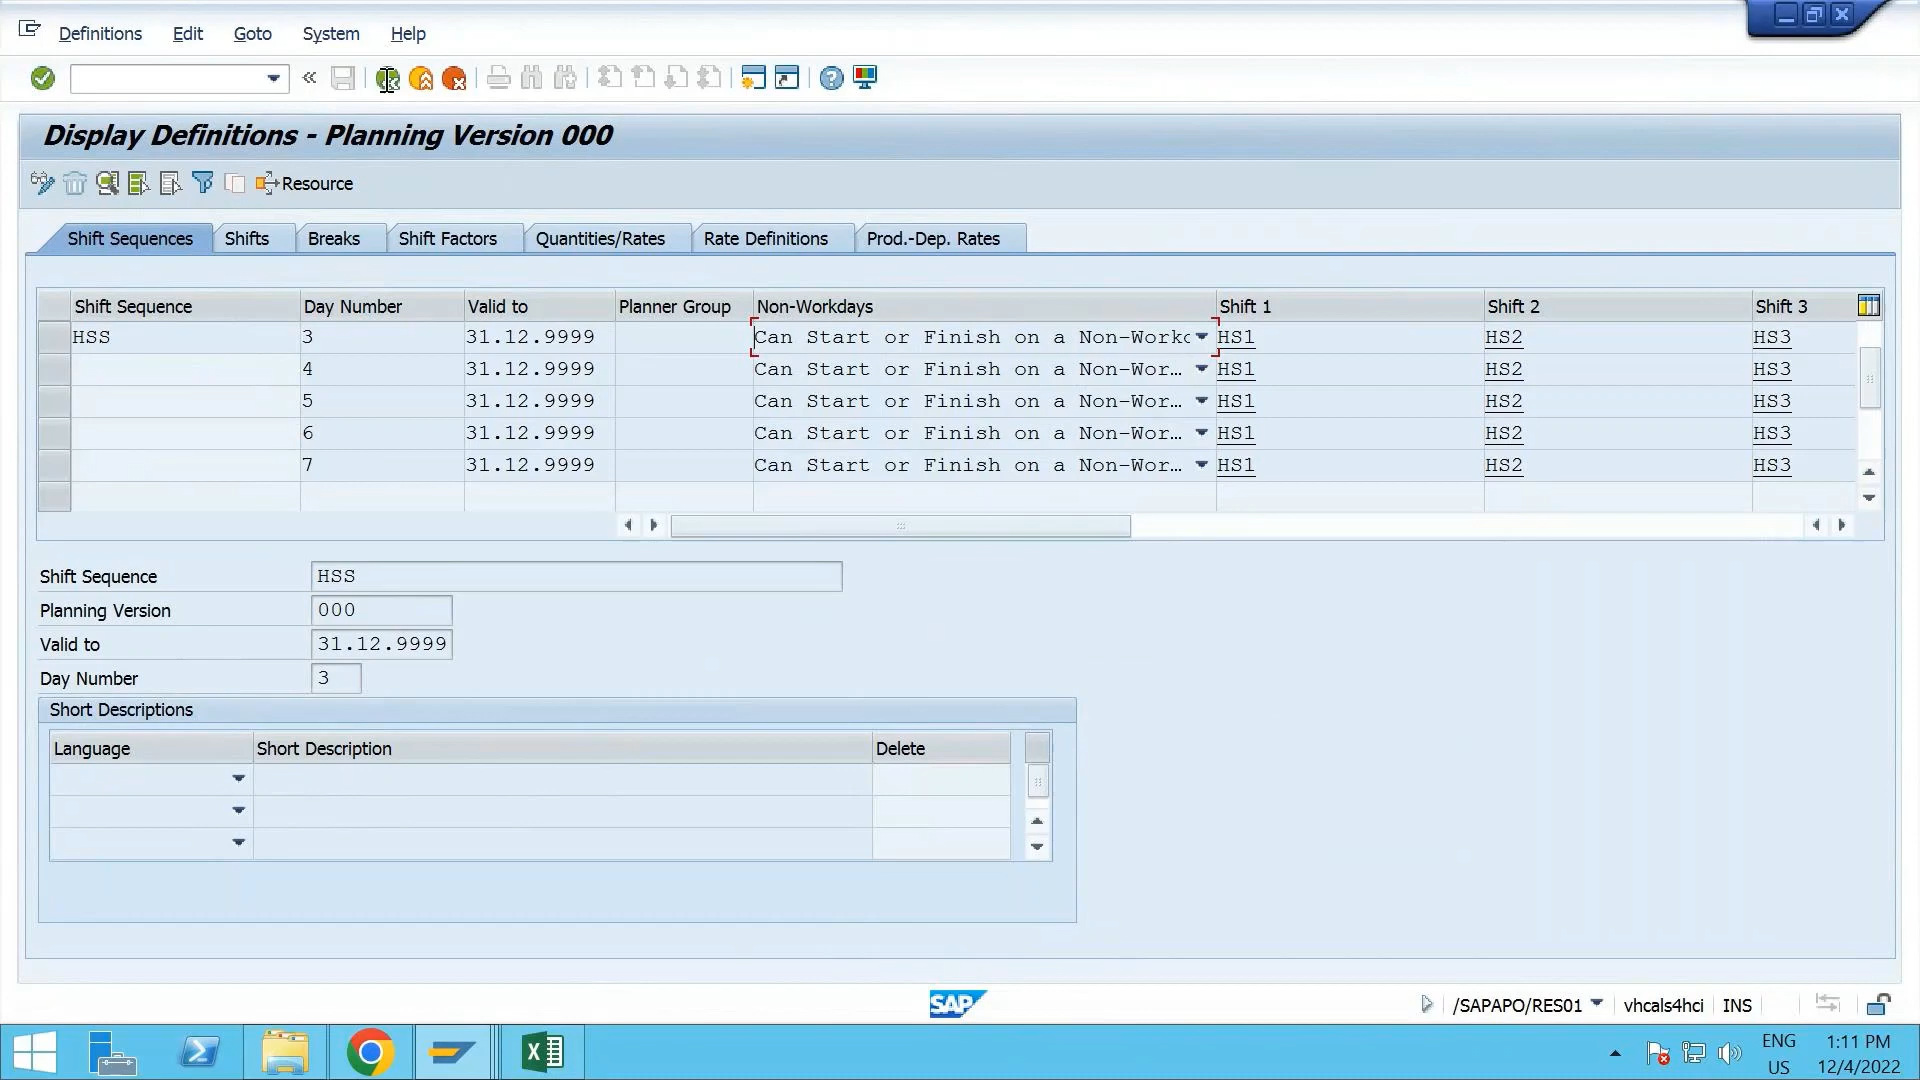 Definitions Edit Goto System Help
Display Definitions - Planning Version 000
Resource
Shift Sequences Shifts Breaks Shift Factors Quantities/Rates Rate Definitions Prod.-Dep. Rates
Shift Sequence Day Number Valid to Planner Group Non-Workdays Shift 1 Shift 2 Shift 3
HSS 3 31.12.9999 Can Start or Finish on a Non-Workd HS1 HS2 HS3
4 31.12.9999 Can Start or Finish on a Non-Wor… HS1 HS2 HS3
5 31.12.9999 Can Start or Finish on a Non-Wor… HS1 HS2 HS3
6 31.12.9999 Can Start or Finish on a Non-Wor… HS1 HS2 HS3
7 31.12.9999 Can Start or Finish on a Non-Wor… HS1 HS2 HS3
Shift Sequence HSS
Planning Version 000
Valid to 31.12.9999
Day Number 3
Short Descriptions
Language Short Description Delete
SAP /SAPAPO/RES01 vhcals4hci INS
ENG 1:11 PM
US 12/4/2022